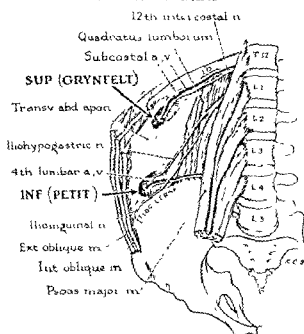 12th intercostal n
Quadratus lumborum
Subcostal a, v
SUP (GRYNFELT)
Transv abd apon
Iliohypogastric n
4th lumbar a, v
INF (PETIT)
Ilioinguinal n
Ext oblique m
Int oblique m
Psoas major m
T12
L1
L2
L3
L4
L5